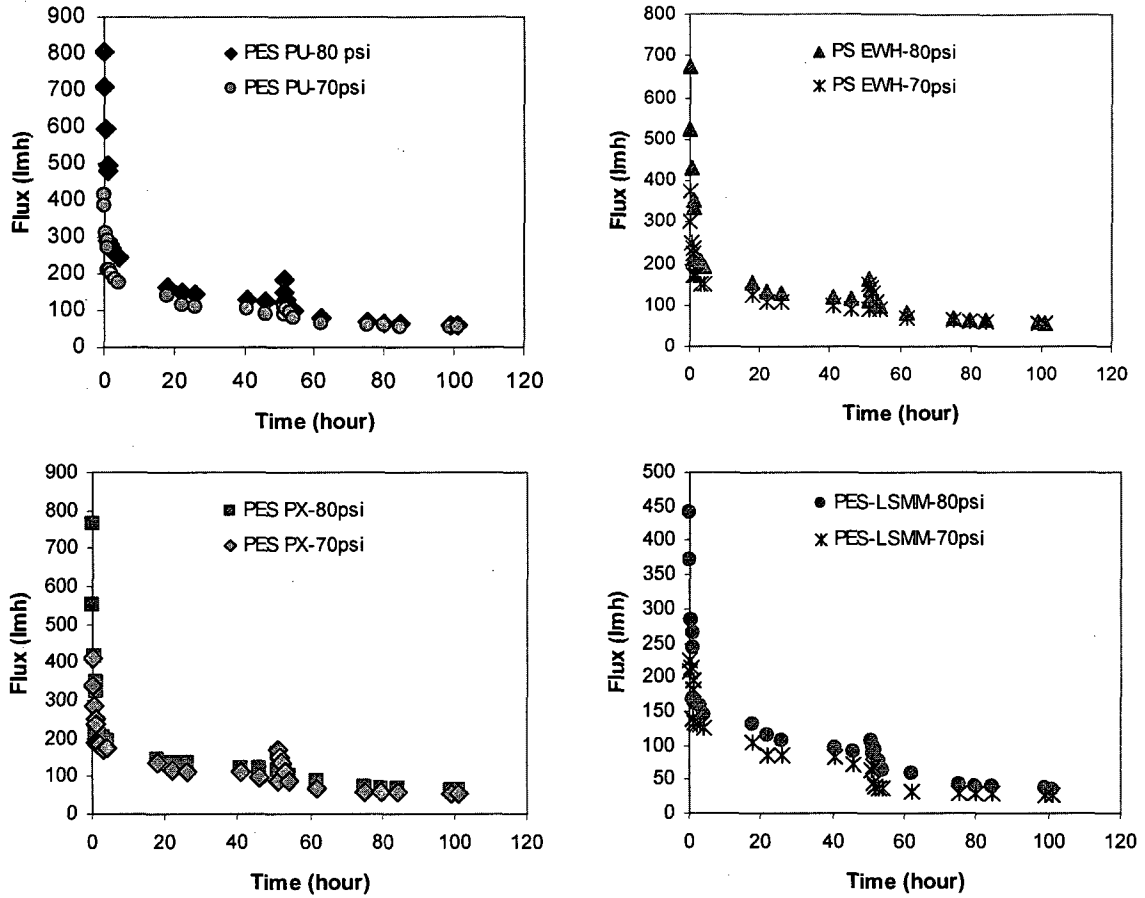 900
800
700
600
500
400
300
200
100
0
Flux (lmh)
PES PU-80 psi
PES PU-70psi
0 20 40 60 80 100 120
Time (hour)
800
700
600
500
400
300
200
100
0
Flux (lmh)
PS EWH-80psi
PS EWH-70psi
0 20 40 60 80 100 120
Time (hour)
900
800
700
600
500
400
300
200
100
0
Flux (lmh)
PES PX-80psi
PES PX-70psi
0 20 40 60 80 100 120
Time (hour)
500
450
400
350
300
250
200
150
100
50
0
Flux (lmh)
PES-LSMM-80psi
PES-LSMM-70psi
0 20 40 60 80 100 120
Time (hour)